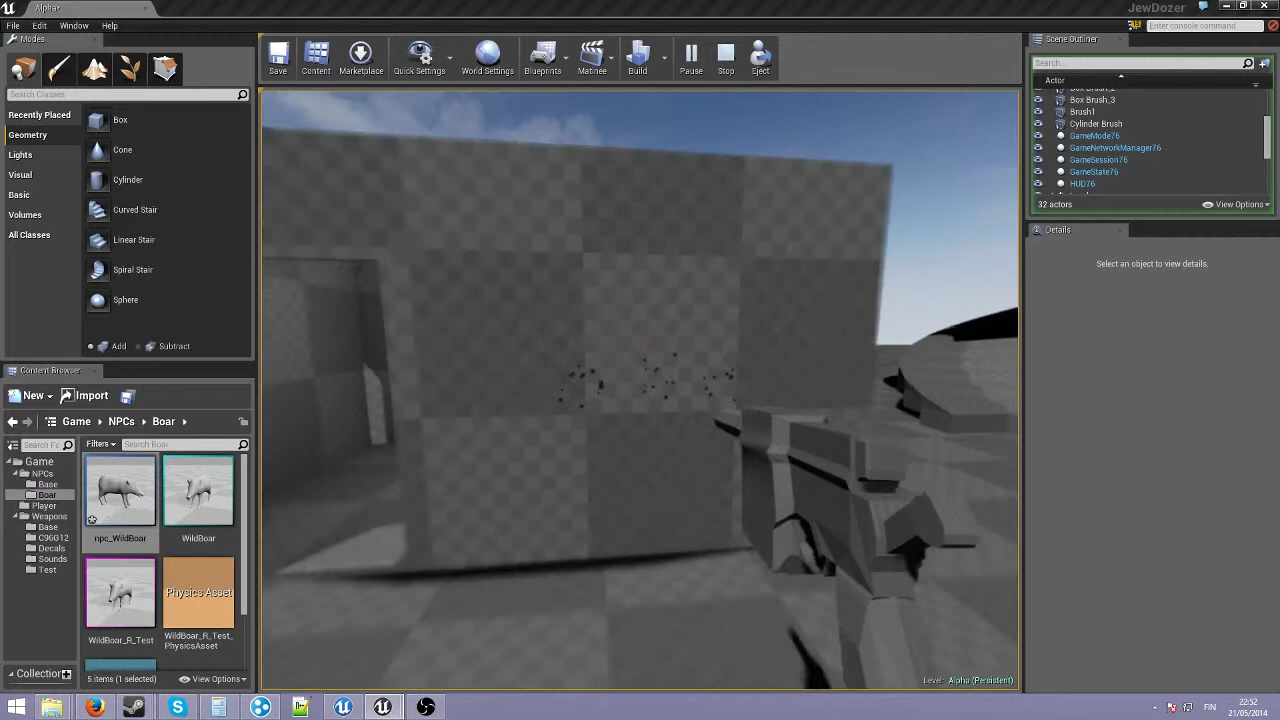 Alpha*
JewDozer
File Edit Window Help
Enter console command
Modes
Search Classes
Recently Placed
Geometry
Lights
Visual
Basic
Volumes
All Classes
Box
Cone
Cylinder
Curved Stair
Linear Stair
Spiral Stair
Sphere
Add Subtract
Save
Content
Marketplace
Quick Settings
World Settings
Blueprints
Matinee
Build
Pause
Stop
Eject
Scene Outliner
Search...
Actor
Box Brush_2
Box Brush_3
Brush1
Cylinder Brush
GameMode76
GameNetworkManager76
GameSession76
GameState76
HUD76
32 actors
View Options
Details
Select an object to view details.
Content Browser
New Import
Game NPCs Boar
Search Fo
Filters
Search Boar
Game
NPCs
Base
Boar
Player
Weapons
Base
C96G12
Decals
Sounds
Test
npc_WildBoar
WildBoar
WildBoar_R_Test
Physics Asset
WildBoar_R_Test_
PhysicsAsset
Collection
5 items (1 selected)
View Options
Level: Alpha (Persistent)
FIN
22:52
21/05/2014